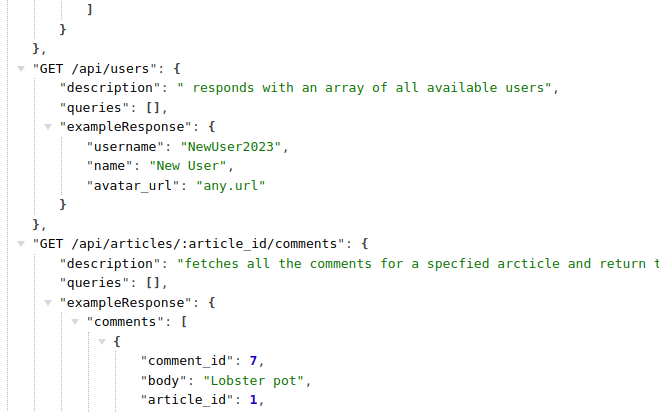 ]
}
},
"GET /api/users": {
"description": " responds with an array of all available users",
"queries": [],
"exampleResponse": {
"username": "NewUser2023",
"name": "New User",
"avatar_url": "any.url"
}
},
"GET /api/articles/:article_id/comments": {
"description": "fetches all the comments for a specfied arcticle and return t
"queries": [],
"exampleResponse": {
"comments": [
{
"comment_id": 7,
"body": "Lobster pot",
"article_id": 1,